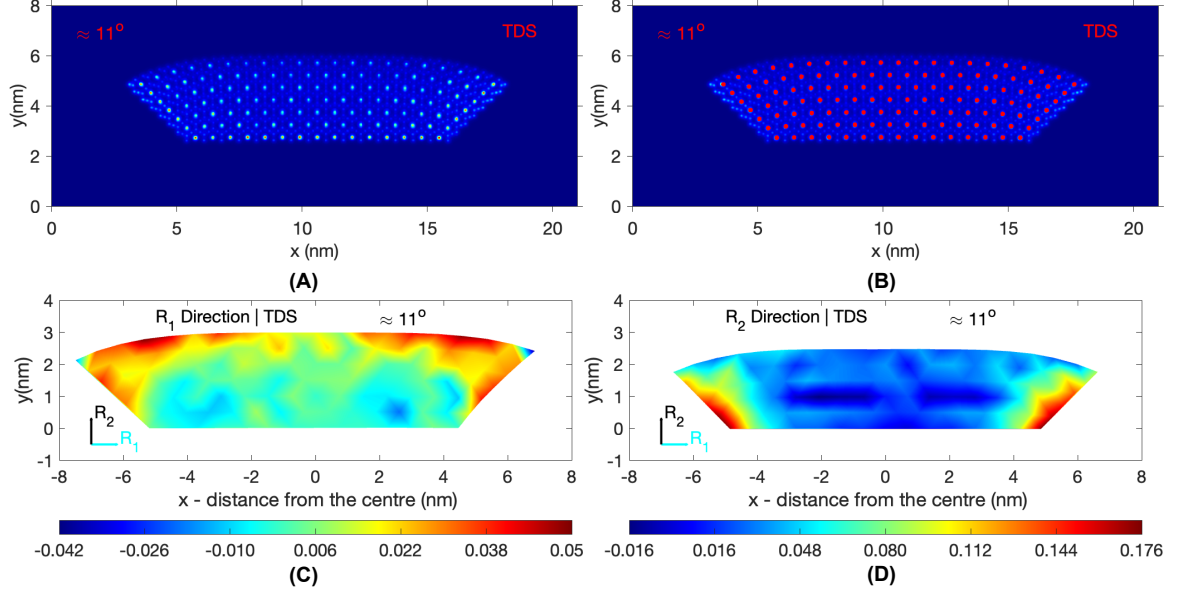 8
6
4
2
0
y(nm)
≈ 11°
TDS
0 5 10 15 20
x (nm)
(A)
8
6
4
2
0
y(nm)
≈ 11°
TDS
0 5 10 15 20
x (nm)
(B)
4
3
2
1
0
-1
y(nm)
R₁ Direction | TDS ≈ 11°
R₂
R₁
-8 -6 -4 -2 0 2 4 6 8
x - distance from the centre (nm)
-0.042 -0.026 -0.010 0.006 0.022 0.038 0.05
(C)
4
3
2
1
0
-1
y(nm)
R₂ Direction | TDS ≈ 11°
R₂
R₁
-8 -6 -4 -2 0 2 4 6 8
x - distance from the centre (nm)
-0.016 0.016 0.048 0.080 0.112 0.144 0.176
(D)